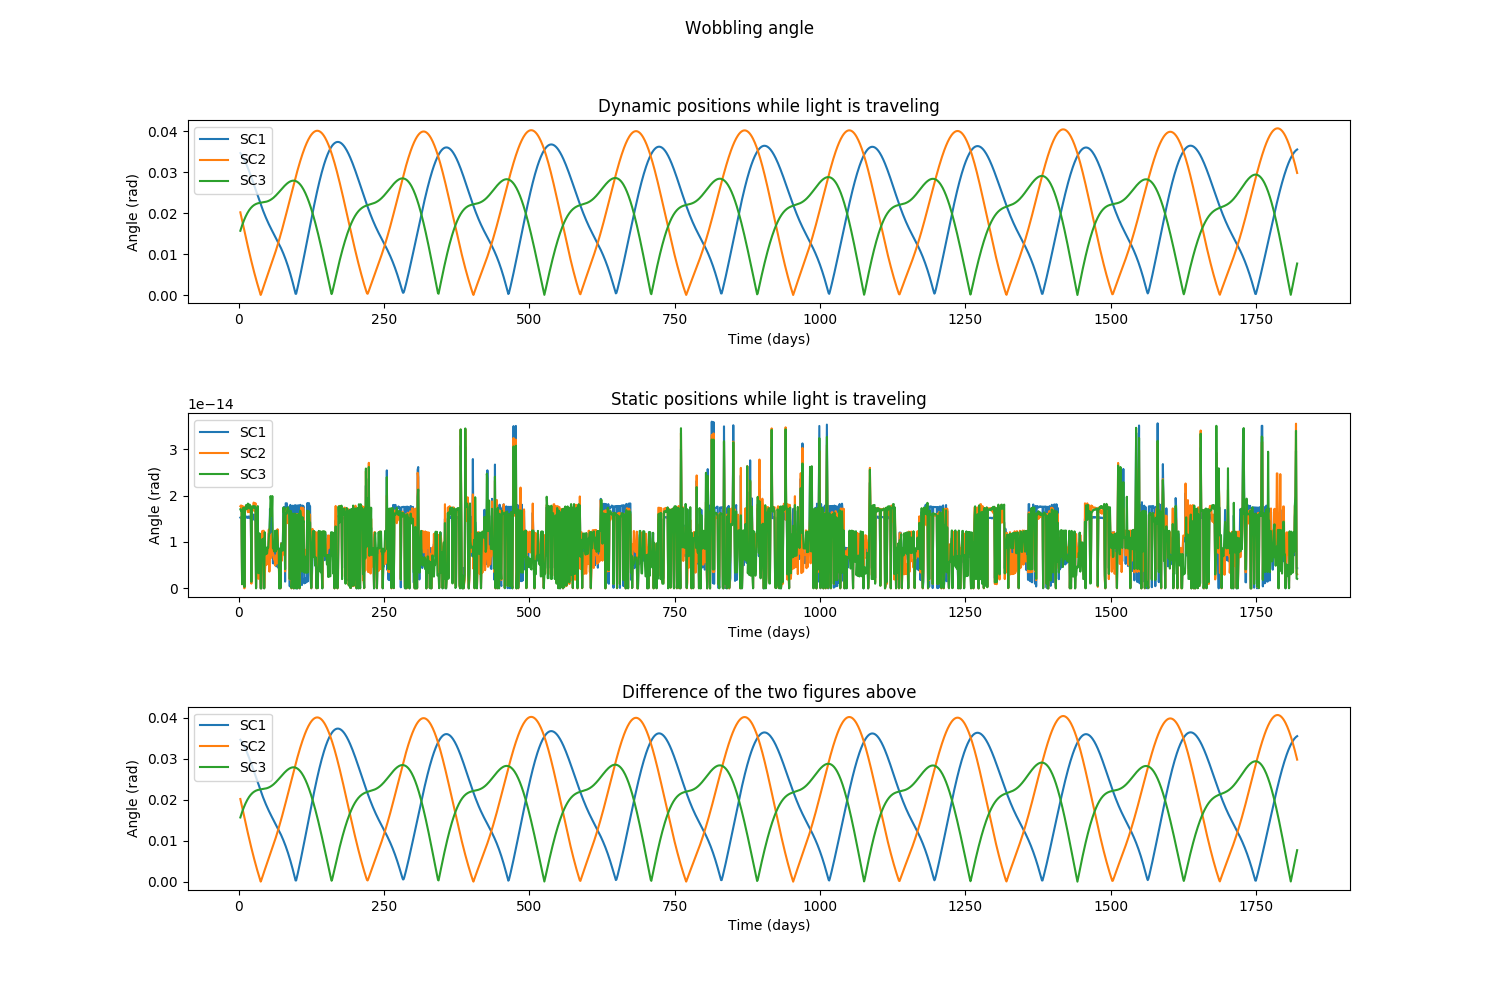 Wobbling angle
Dynamic positions while light is traveling
Angle (rad)
0.04
0.03
0.02
0.01
0.00
SC1
SC2
SC3
0 250 500 750 1000 1250 1500 1750
Time (days)
Static positions while light is traveling
1e−14
Angle (rad)
3
2
1
0
SC1
SC2
SC3
0 250 500 750 1000 1250 1500 1750
Time (days)
Difference of the two figures above
Angle (rad)
0.04
0.03
0.02
0.01
0.00
SC1
SC2
SC3
0 250 500 750 1000 1250 1500 1750
Time (days)